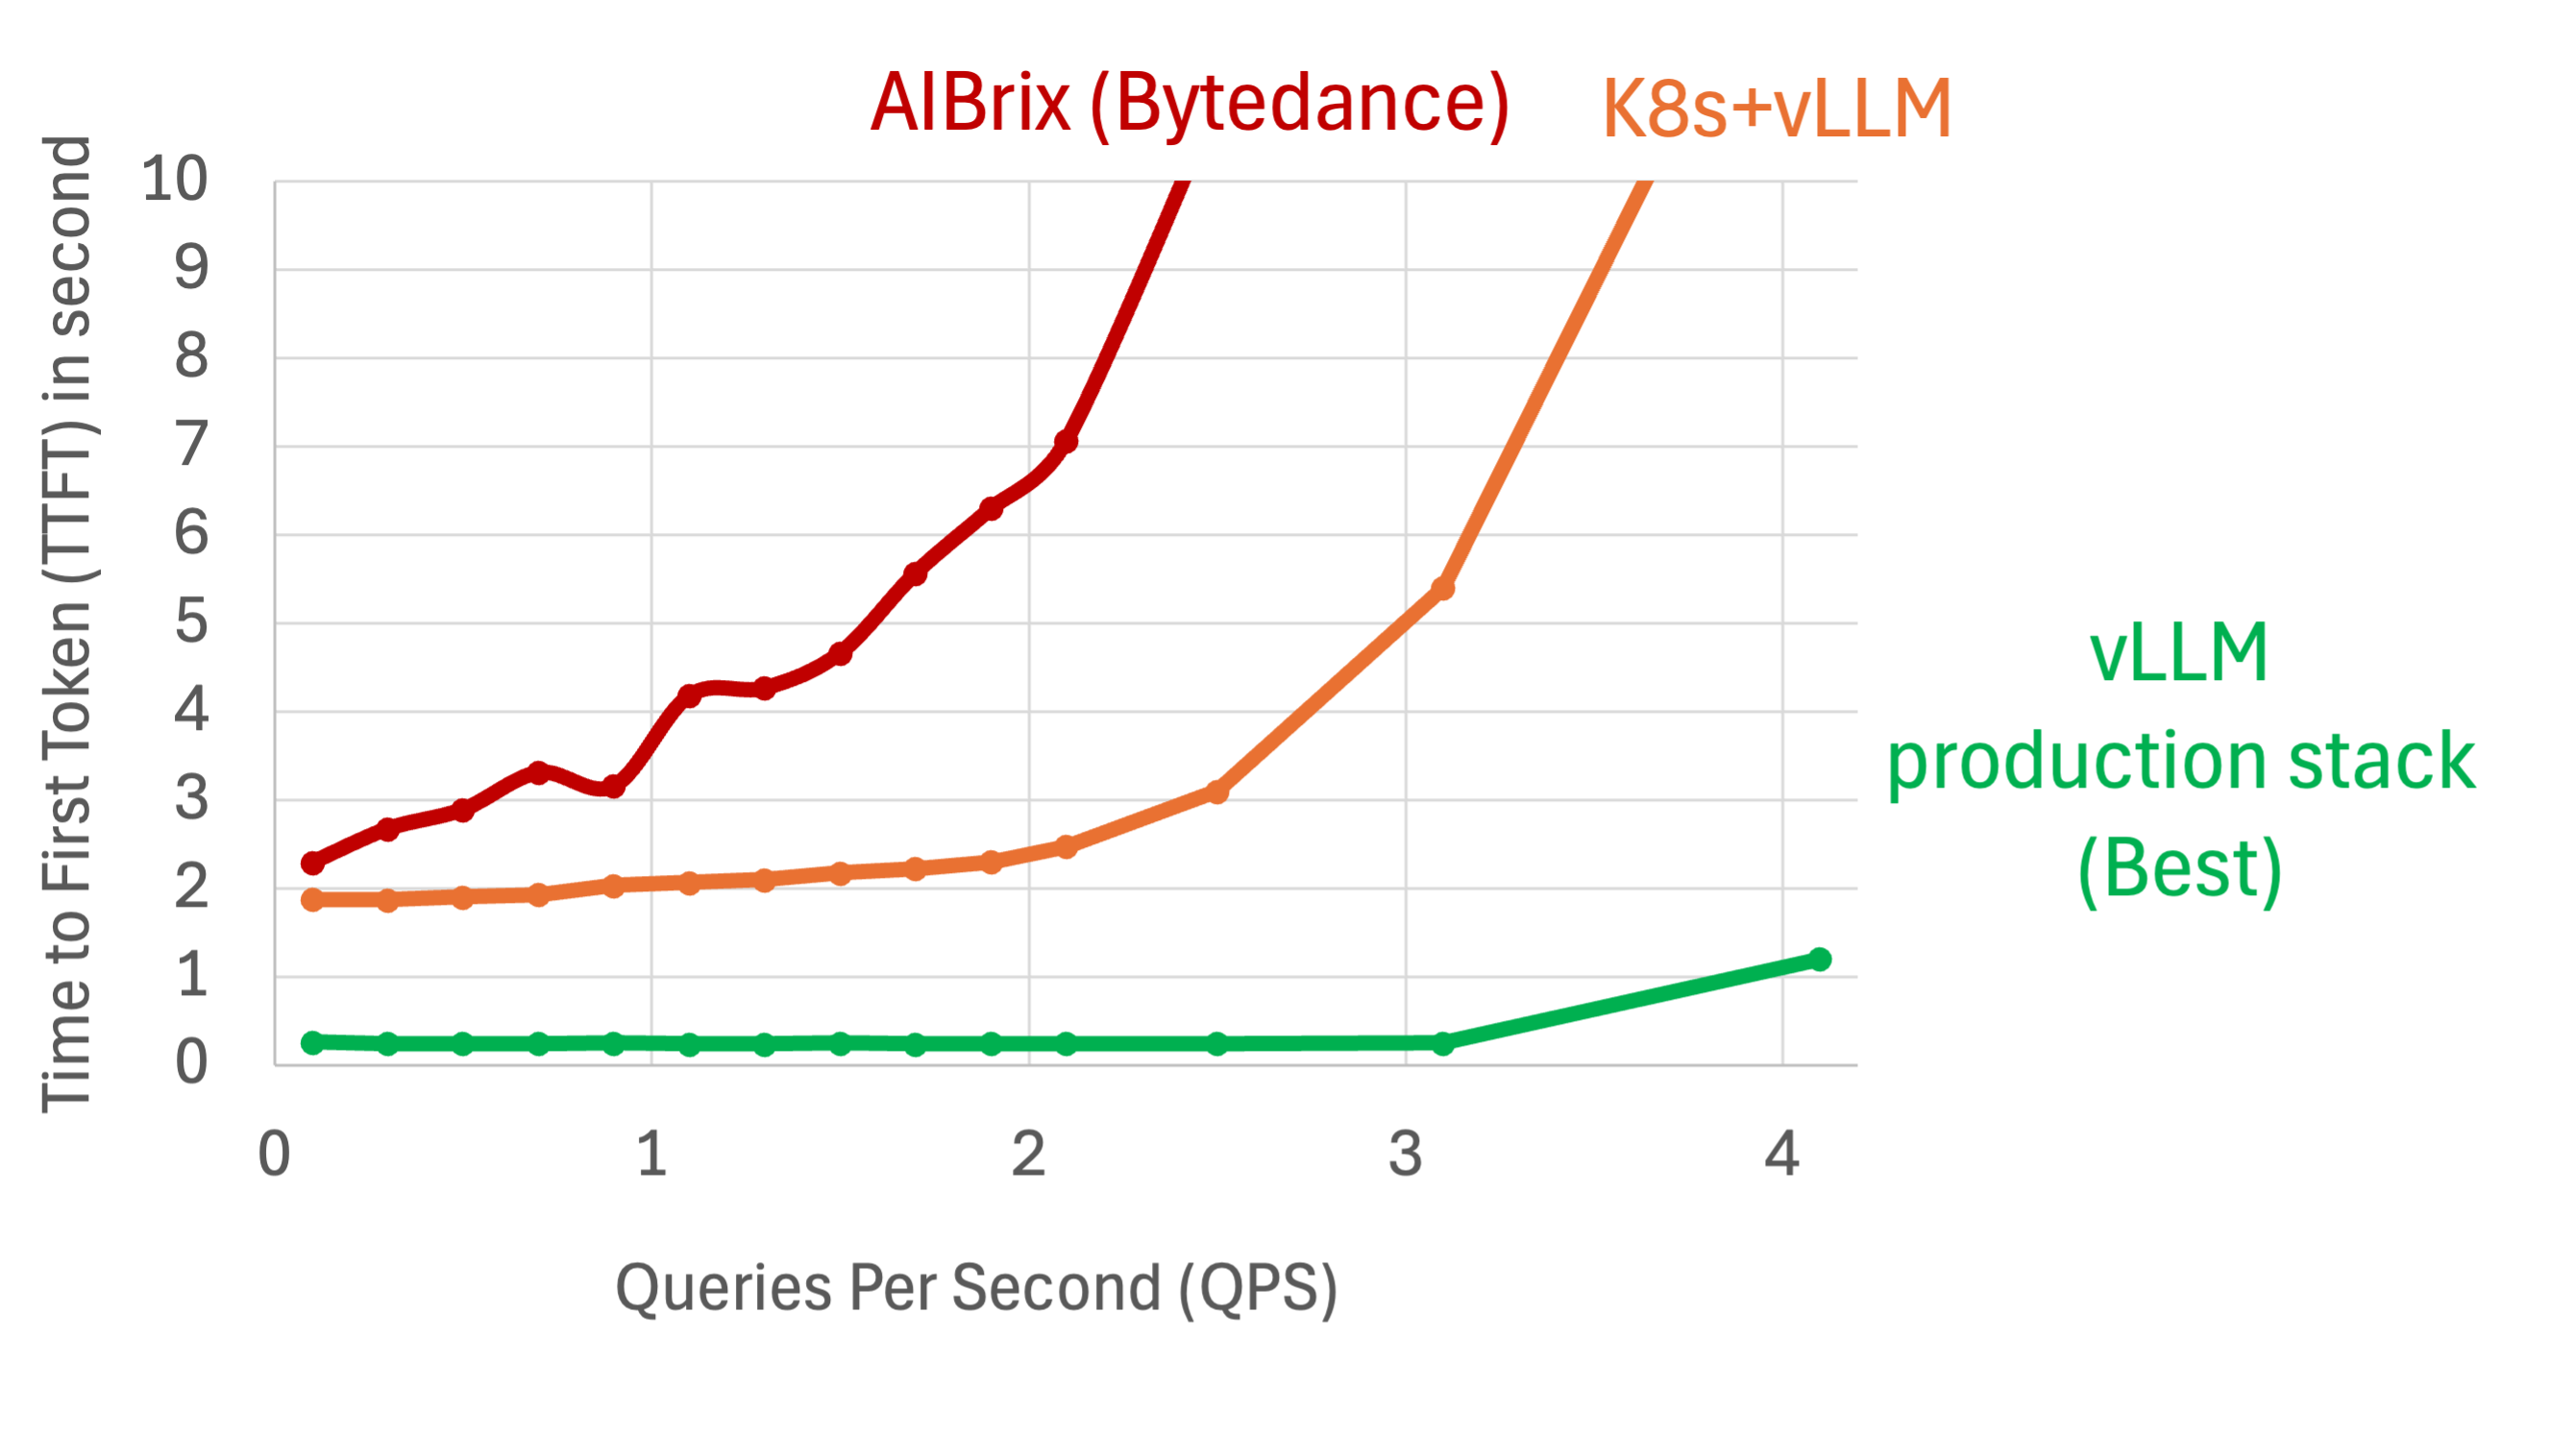 AIBrix (Bytedance)
K8s+vLLM
Time to First Token (TTFT) in second
10
9
8
7
6
5
4
3
2
1
0
vLLM
production stack
(Best)
0
1
2
3
4
Queries Per Second (QPS)